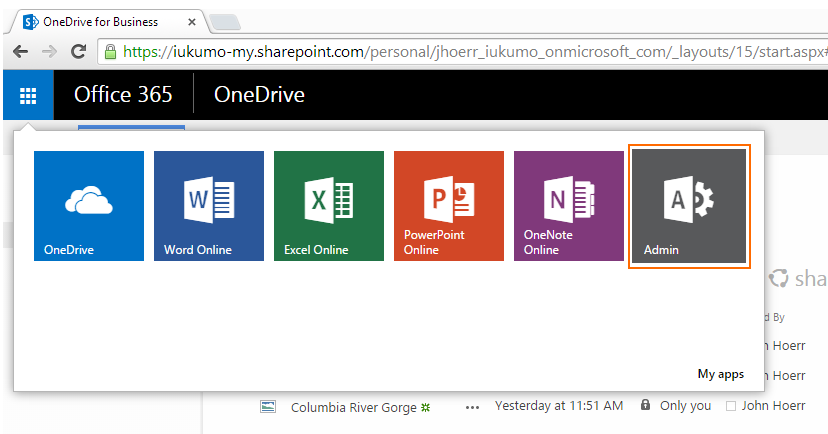 OneDrive for Business
https://iukumo-my.sharepoint.com/personal/jhoerr_iukumo_onmicrosoft_com/_layouts/15/start.aspx#
Office 365 OneDrive
W X P N A
OneDrive Word Online Excel Online PowerPoint Online OneNote Online Admin
sha
d By
n Hoerr
My apps
n Hoerr
Columbia River Gorge ... Yesterday at 11:51 AM Only you John Hoerr